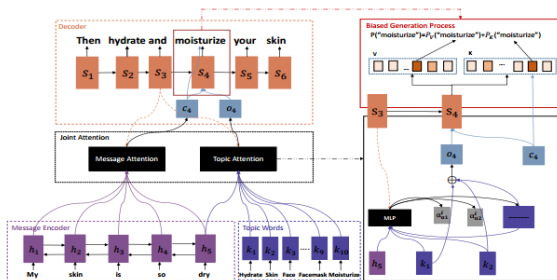 Decoder
Then hydrate and moisturize your skin
S1 S2 S3 S4 S5 S6
c4 o4
Joint Attention
Message Attention Topic Attention
Message Encoder
h1 h2 h3 h4 h5
My skin is so dry
Topic Words
k1 k2 k3 k9 k10
Hydrate Skin Face Facemask Moisturize
Biased Generation Process
P("moisturize")=PV("moisturize")+PK("moisturize")
V K
... ...
S3 S4
o4 c4
MLP
h5 k1 k2